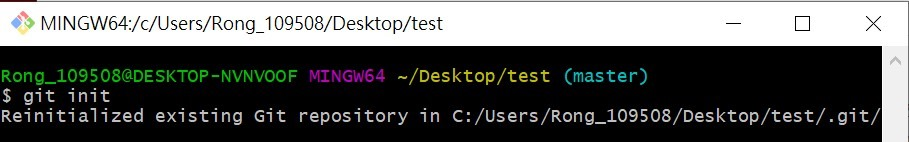 MINGW64:/c/Users/Rong_109508/Desktop/test
Rong_109508@DESKTOP-NVNVOOF MINGW64 ~/Desktop/test (master)
$ git init
Reinitialized existing Git repository in C:/Users/Rong_109508/Desktop/test/.git/